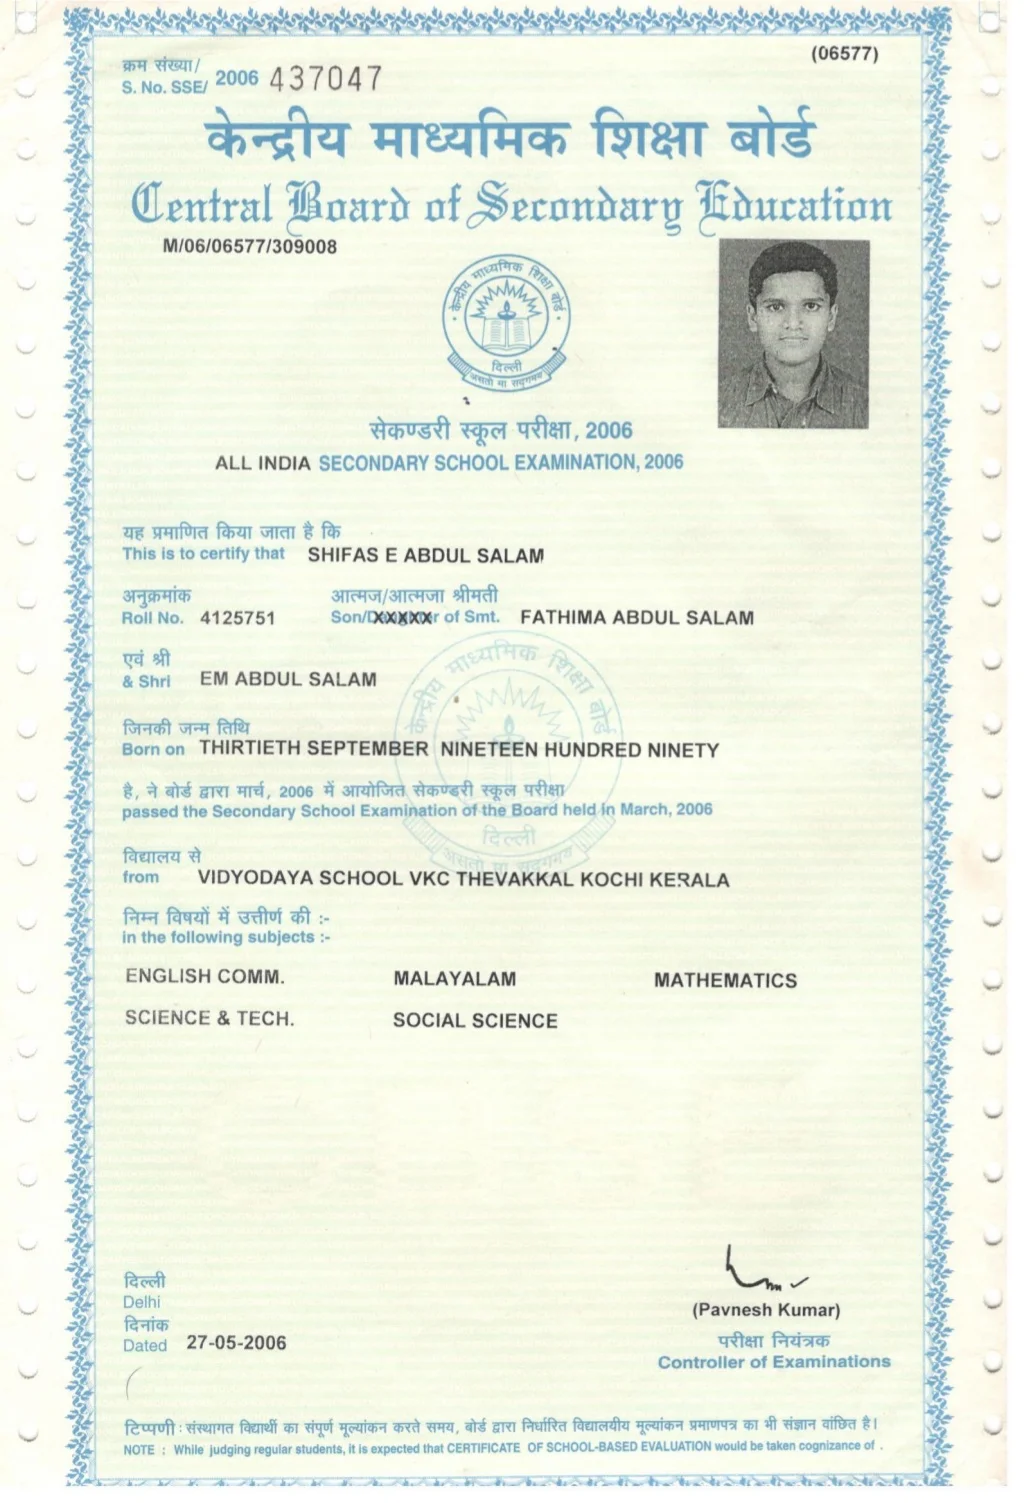 (06577)
क्रम संख्या/
S. No. SSE/ 2006 437047
केन्द्रीय माध्यमिक शिक्षा बोर्ड
Central Board of Secondary Education
M/06/06577/309008
केन्द्रीय माध्यमिक शिक्षा बोर्ड
दिल्ली
असतो मा सद्गमय
सेकण्डरी स्कूल परीक्षा, 2006
ALL INDIA SECONDARY SCHOOL EXAMINATION, 2006
यह प्रमाणित किया जाता है कि
This is to certify that SHIFAS E ABDUL SALAM
अनुक्रमांक आत्मज/आत्मजा श्रीमती
Roll No. 4125751 Son/XXXXX of Smt. FATHIMA ABDUL SALAM
एवं श्री
& Shri EM ABDUL SALAM
केन्द्रीय माध्यमिक शिक्षा बोर्ड
जिनकी जन्म तिथि
Born on THIRTIETH SEPTEMBER NINETEEN HUNDRED NINETY
है, ने बोर्ड द्वारा मार्च, 2006 में आयोजित सेकण्डरी स्कूल परीक्षा
passed the Secondary School Examination of the Board held in March, 2006
दिल्ली
असतो मा सद्गमय
विद्यालय से
from VIDYODAYA SCHOOL VKC THEVAKKAL KOCHI KERALA
निम्न विषयों में उत्तीर्ण की :-
in the following subjects :-
ENGLISH COMM. MALAYALAM MATHEMATICS
SCIENCE & TECH. SOCIAL SCIENCE
दिल्ली
Delhi
(Pavnesh Kumar)
दिनांक परीक्षा नियंत्रक
Dated 27-05-2006
Controller of Examinations
टिप्पणी : संस्थागत विद्यार्थी का संपूर्ण मूल्यांकन करते समय, बोर्ड द्वारा निर्धारित विद्यालयीय मूल्यांकन प्रमाणपत्र का भी संज्ञान वांछित है।
NOTE : While judging regular students, it is expected that CERTIFICATE OF SCHOOL-BASED EVALUATION would be taken cognizance of .